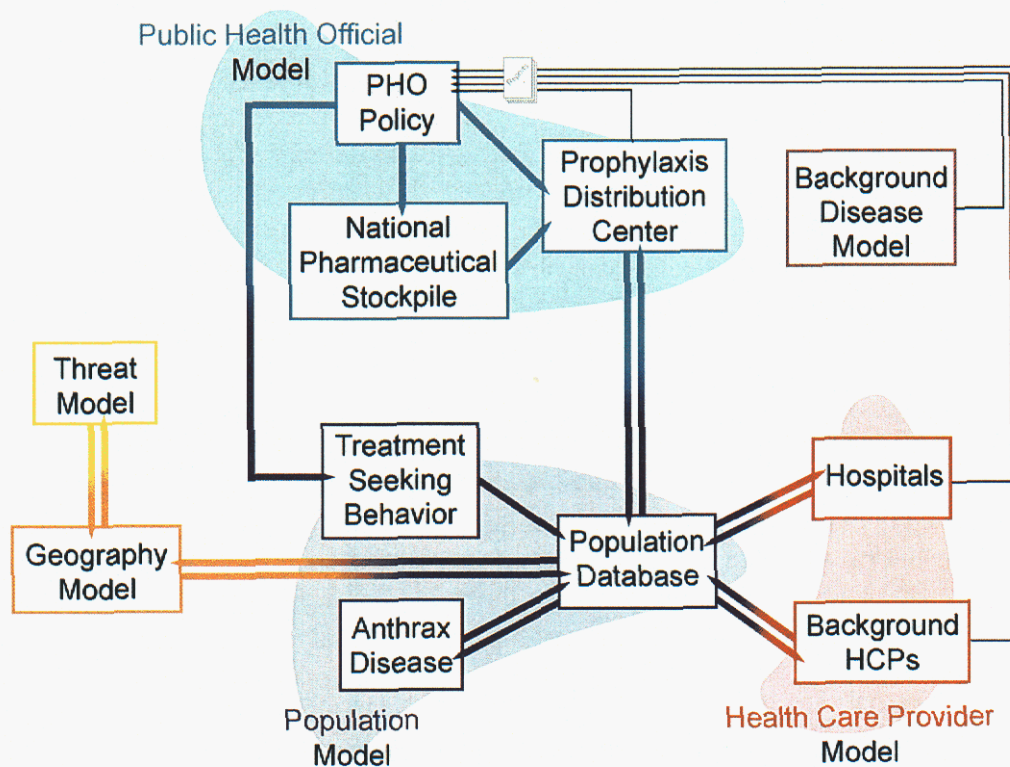 Public Health Official
Model
PHO
Policy
Reports
Prophylaxis
Distribution
Center
Background
Disease
Model
National
Pharmaceutical
Stockpile
Threat
Model
Treatment
Seeking
Behavior
Hospitals
Geography
Model
Population
Database
Anthrax
Disease
Background
HCPs
Population
Model
Health Care Provider
Model